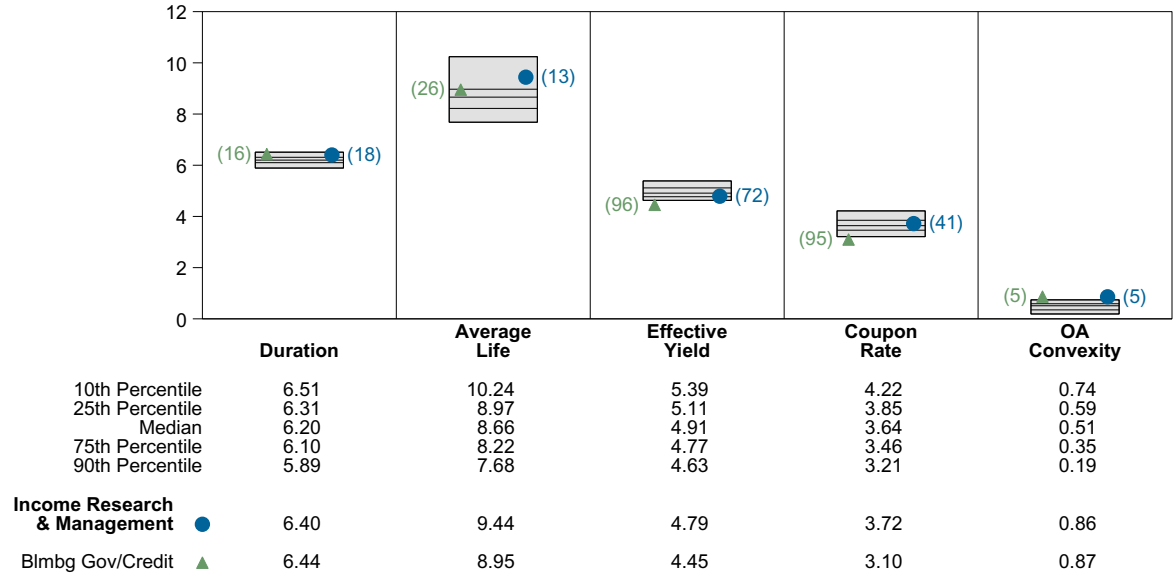 12
10
8
6
4
2
0
(16) (18)
(26) (13)
(96) (72)
(95) (41)
(5) (5)
Duration Average Life Effective Yield Coupon Rate OA Convexity
10th Percentile 6.51 10.24 5.39 4.22 0.74
25th Percentile 6.31 8.97 5.11 3.85 0.59
Median 6.20 8.66 4.91 3.64 0.51
75th Percentile 6.10 8.22 4.77 3.46 0.35
90th Percentile 5.89 7.68 4.63 3.21 0.19
Income Research
& Management 6.40 9.44 4.79 3.72 0.86
Blmbg Gov/Credit 6.44 8.95 4.45 3.10 0.87